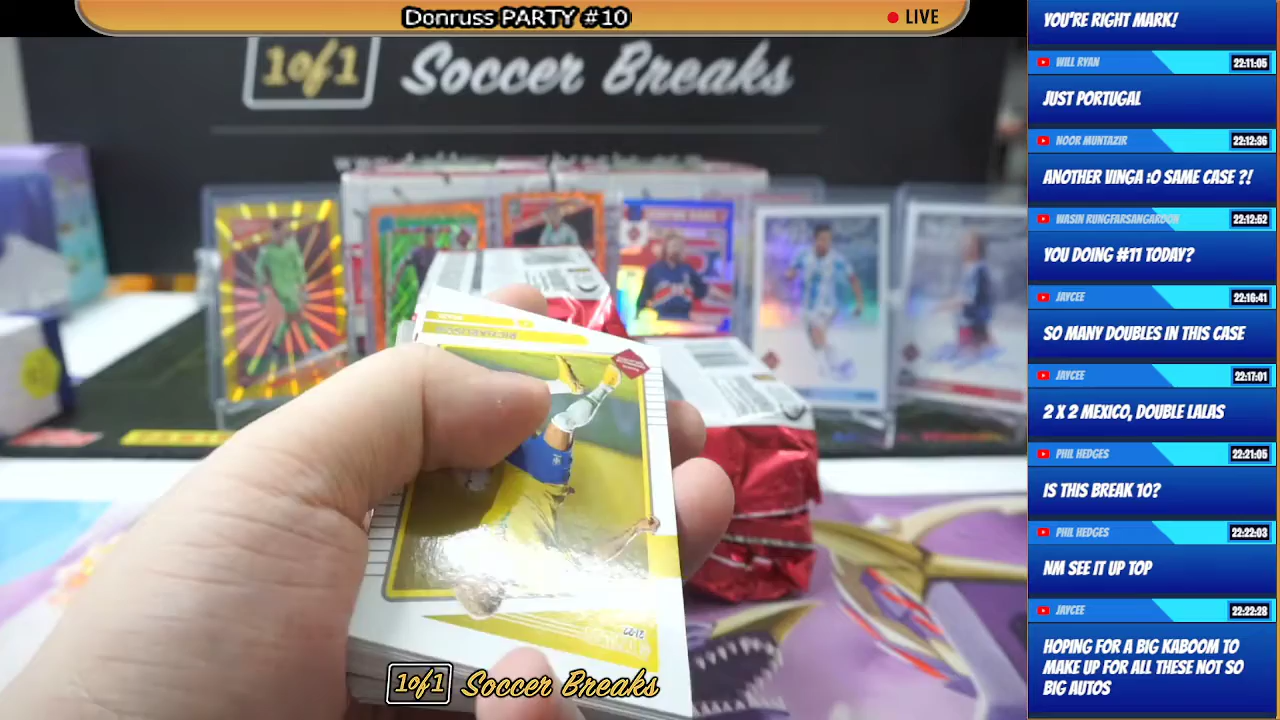 Donruss PARTY #10
LIVE
1of1 Soccer Breaks
1of1 Soccer Breaks
YOU'RE RIGHT MARK!
WILL RYAN 22:11:05
JUST PORTUGAL
NOOR MUNTAZIR 22:12:36
ANOTHER VINGA :O SAME CASE ?!
WASIN RUNGFARSANGAROON 22:12:52
YOU DOING #11 TODAY?
JAYCEE 22:16:41
SO MANY DOUBLES IN THIS CASE
JAYCEE 22:17:01
2 X 2 MEXICO, DOUBLE LALAS
PHIL HEDGES 22:21:05
IS THIS BREAK 10?
PHIL HEDGES 22:22:03
NM SEE IT UP TOP
JAYCEE 22:22:28
HOPING FOR A BIG KABOOM TO
MAKE UP FOR ALL THESE NOT SO
BIG AUTOS